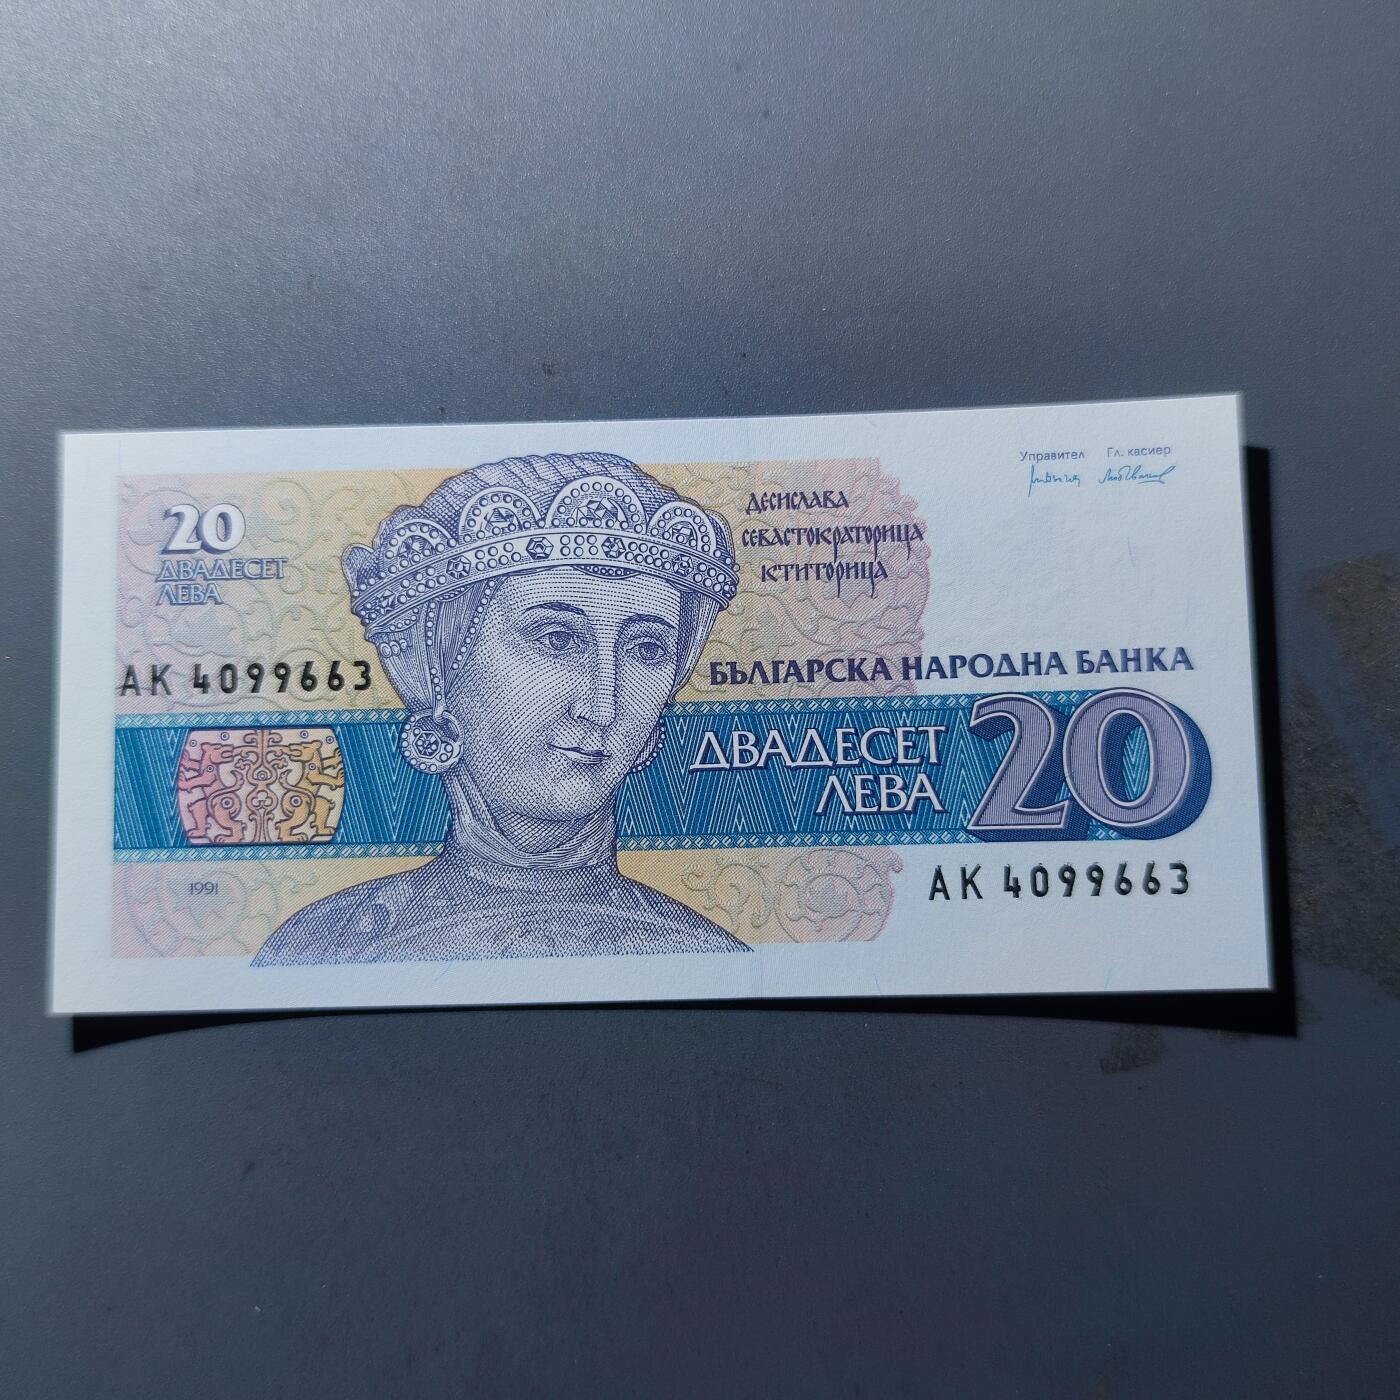 20
ДВАДЕСЕТ
ЛЕВА
АК 4099663
1991
ДЕСИСЛАВА
СЕВАСТОКРАТОРИЦА
КТИТОРИЦА
Управител Гл. касиер
БЪЛГАРСКА НАРОДНА БАНКА
ДВАДЕСЕТ
ЛЕВА
20
АК 4099663